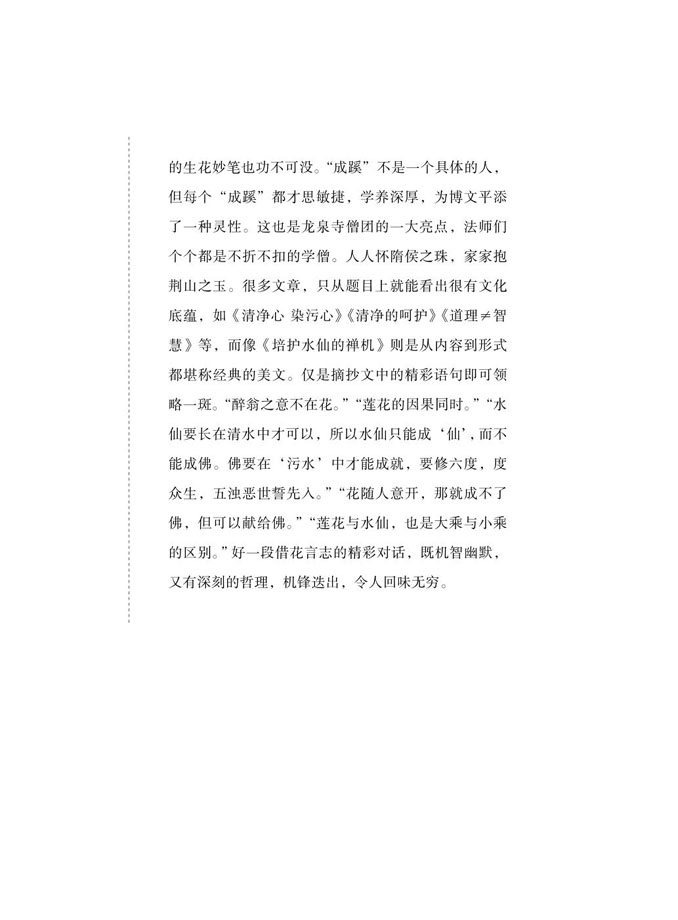 的生花妙笔也功不可没。“成蹊”不是一个具体的人，
但每个“成蹊”都才思敏捷，学养深厚，为博文平添
了一种灵性。这也是龙泉寺僧团的一大亮点，法师们
个个都是不折不扣的学僧。人人怀隋侯之珠，家家抱
荆山之玉。很多文章，只从题目上就能看出很有文化
底蕴，如《清净心 染污心》《清净的呵护》《道理≠智
慧》等，而像《培护水仙的禅机》则是从内容到形式
都堪称经典的美文。仅是摘抄文中的精彩语句即可领
略一斑。“醉翁之意不在花。”“莲花的因果同时。”“水
仙要长在清水中才可以，所以水仙只能成‘仙’，而不
能成佛。佛要在‘污水’中才能成就，要修六度，度
众生，五浊恶世誓先入。”“花随人意开，那就成不了
佛，但可以献给佛。”“莲花与水仙，也是大乘与小乘
的区别。”好一段借花言志的精彩对话，既机智幽默，
又有深刻的哲理，机锋迭出，令人回味无穷。